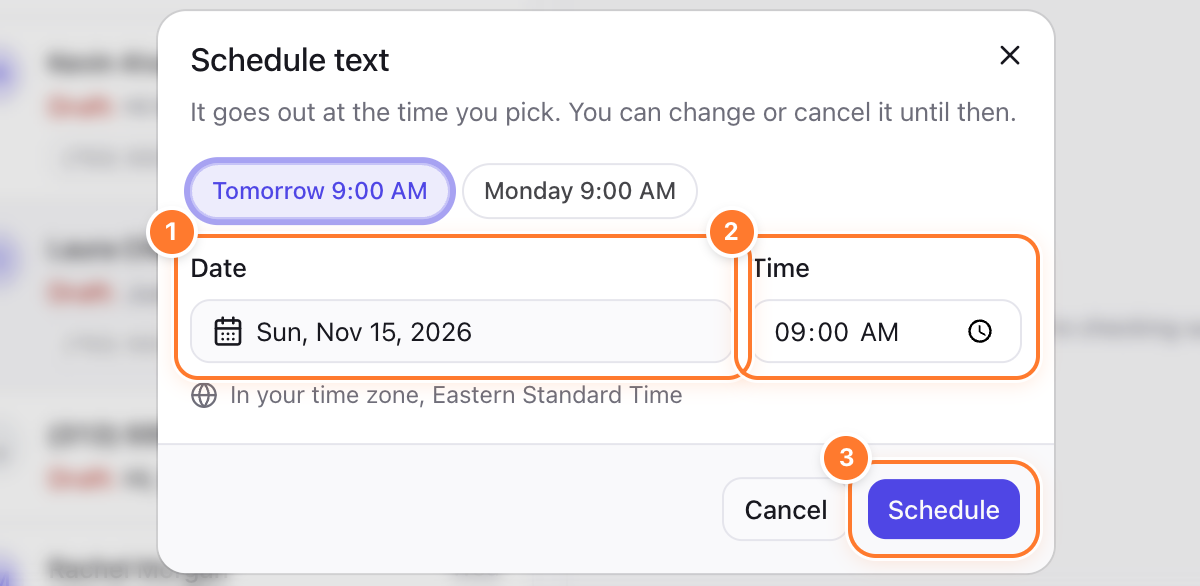 Schedule text
It goes out at the time you pick. You can change or cancel it until then.
Tomorrow 9:00 AM
Monday 9:00 AM
1
2
Date
Time
Sun, Nov 15, 2026
09:00 AM
In your time zone, Eastern Standard Time
3
Cancel
Schedule